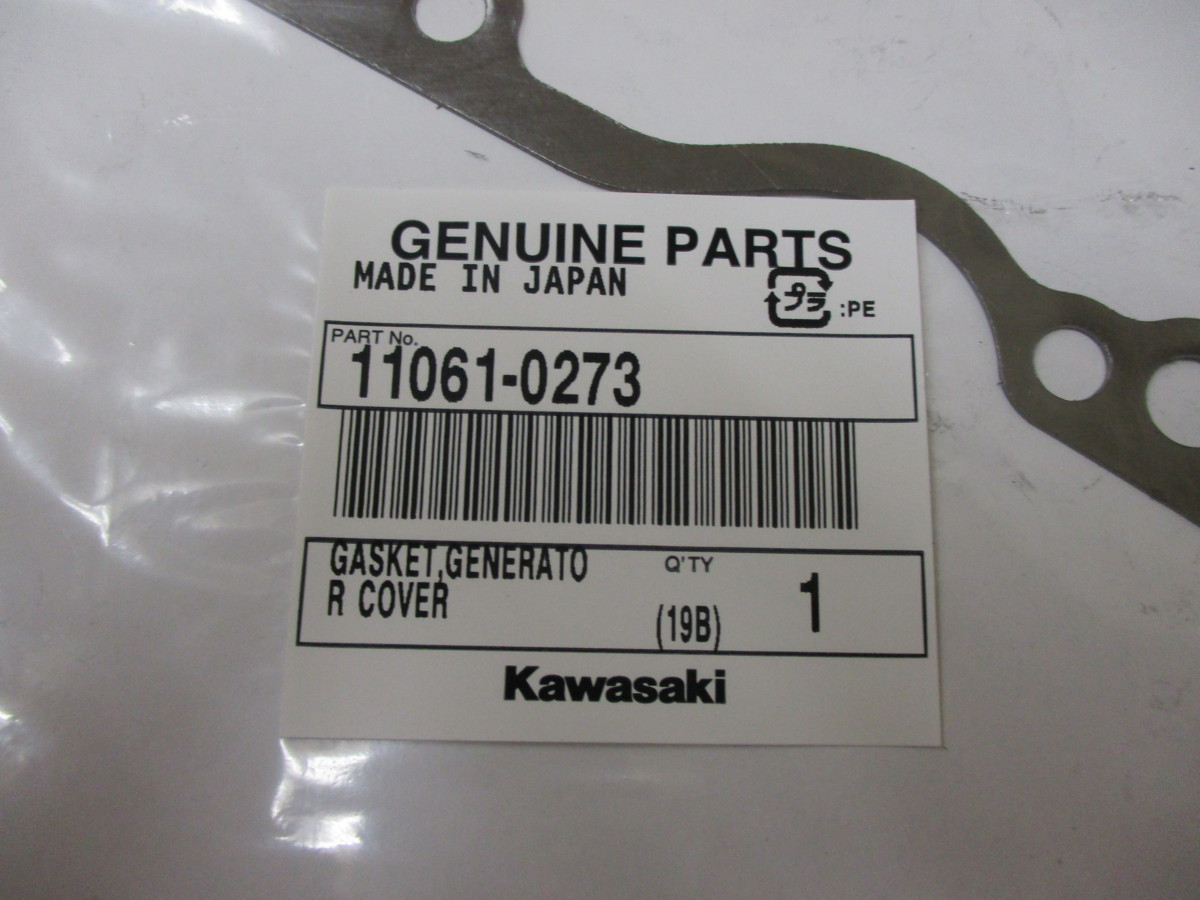 GENUINE PARTS
MADE IN JAPAN
プラ :PE
PART No.
11061-0273
GASKET,GENERATO
R COVER
Q'TY
(19B)
1
Kawasaki